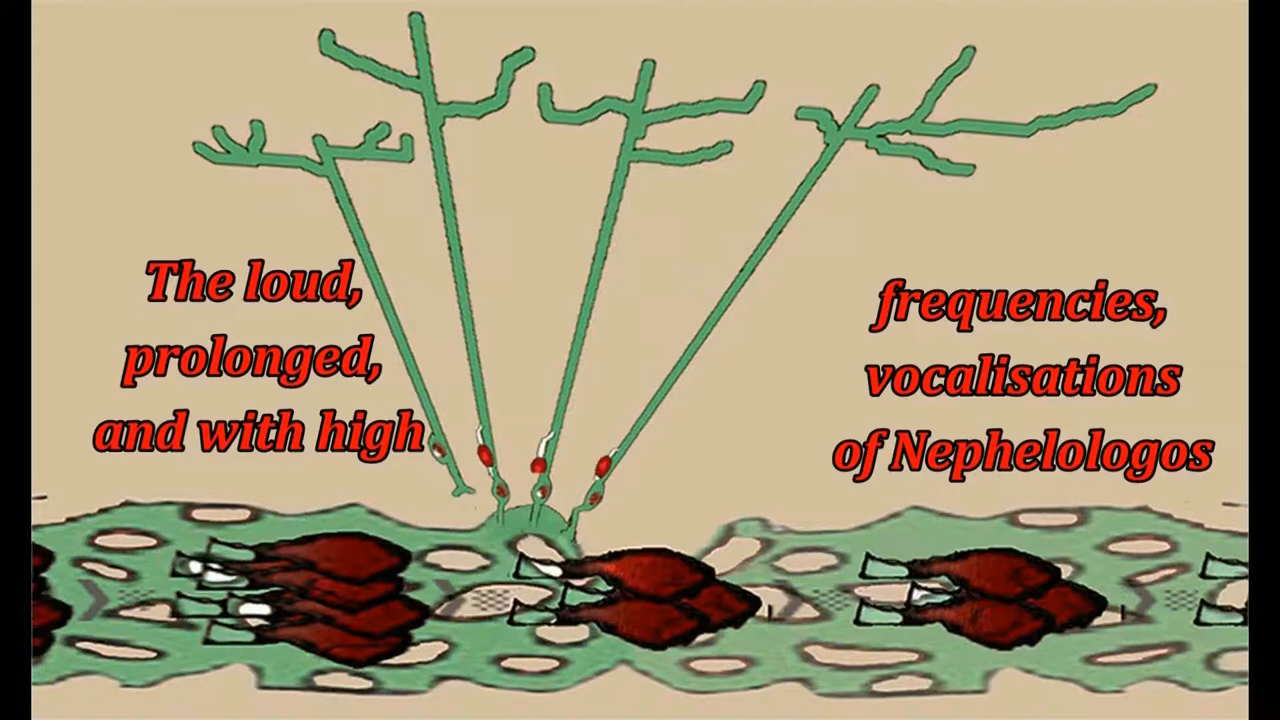 The loud,
prolonged,
and with high
frequencies,
vocalisations
of Nephelologos